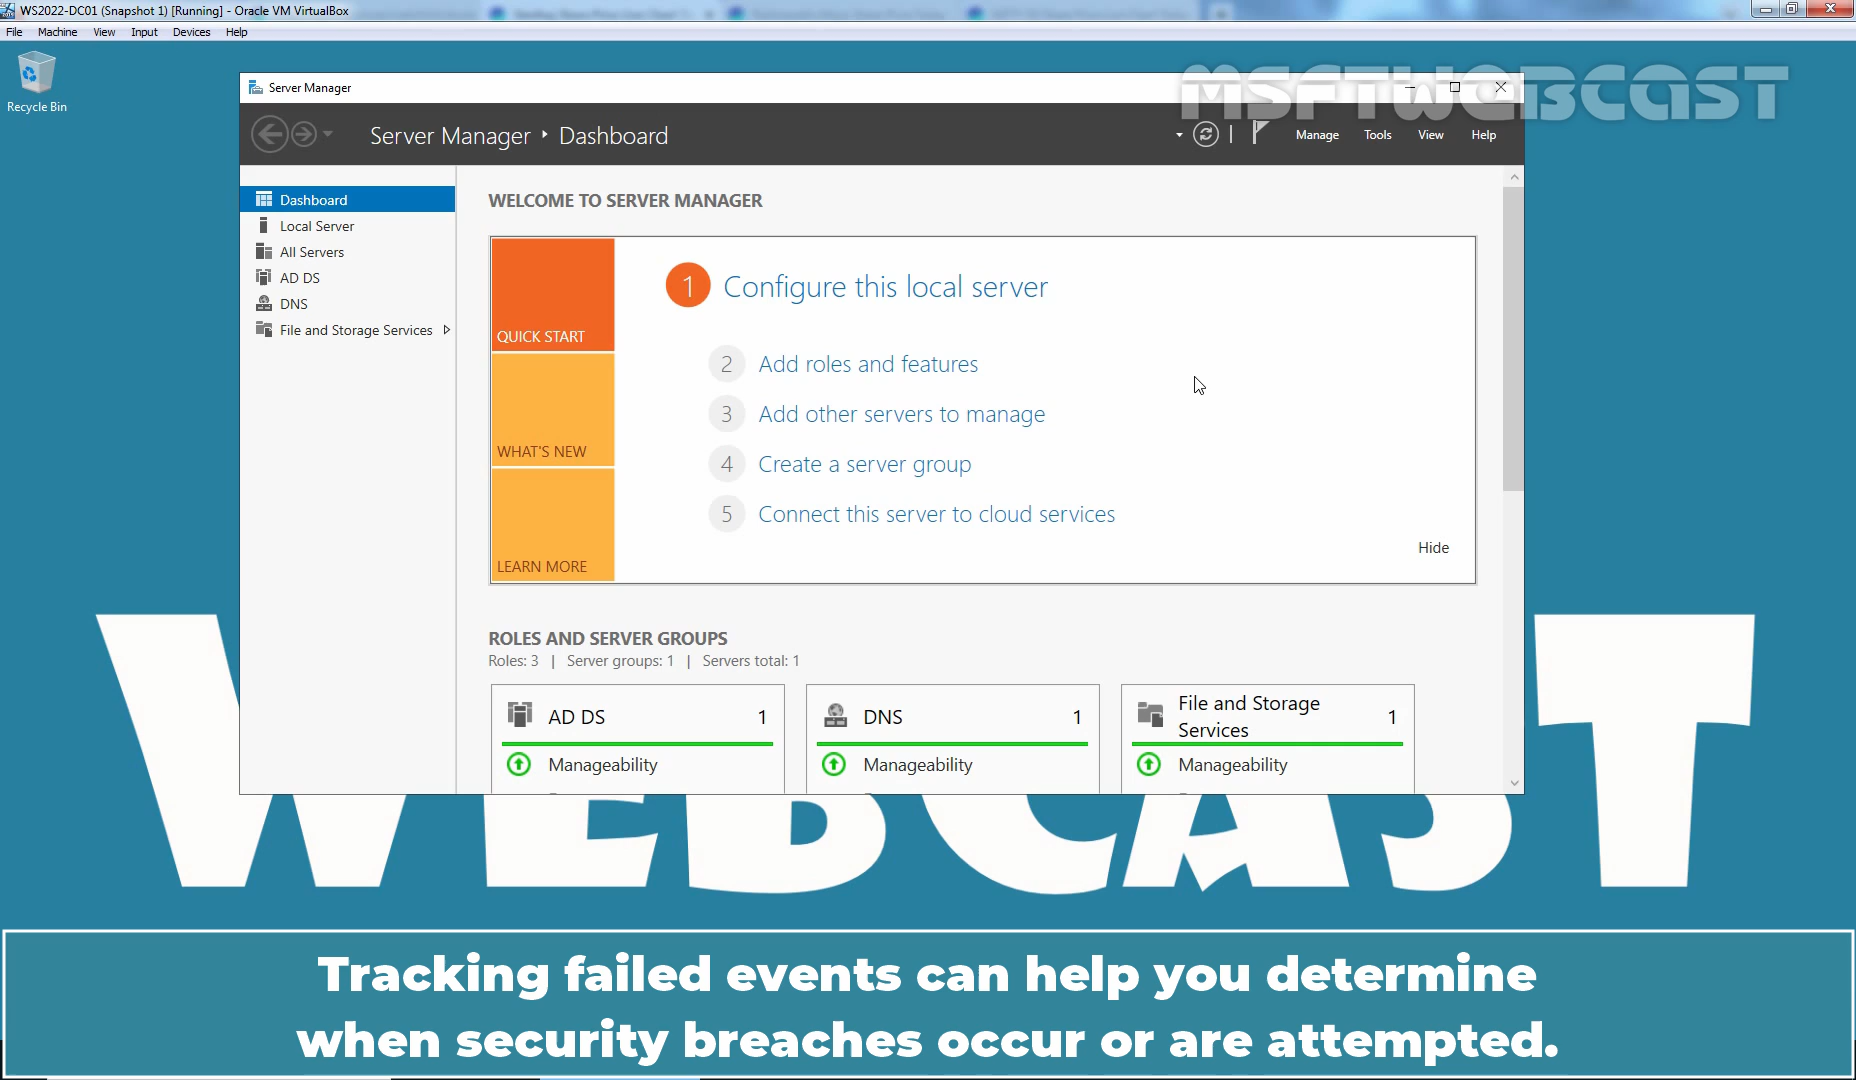 WS2022-DC01 (Snapshot 1) [Running] - Oracle VM VirtualBox
File Machine View Input Devices Help
Recycle Bin
MSFTWEBCAST
Server Manager
Server Manager ‣ Dashboard
Manage Tools View Help
Dashboard
Local Server
All Servers
AD DS
DNS
File and Storage Services
WELCOME TO SERVER MANAGER
QUICK START
WHAT'S NEW
LEARN MORE
1 Configure this local server
2 Add roles and features
3 Add other servers to manage
4 Create a server group
5 Connect this server to cloud services
Hide
ROLES AND SERVER GROUPS
Roles: 3 | Server groups: 1 | Servers total: 1
AD DS 1
Manageability
DNS 1
Manageability
File and Storage
Services 1
Manageability
WEBCAST
Tracking failed events can help you determine
when security breaches occur or are attempted.